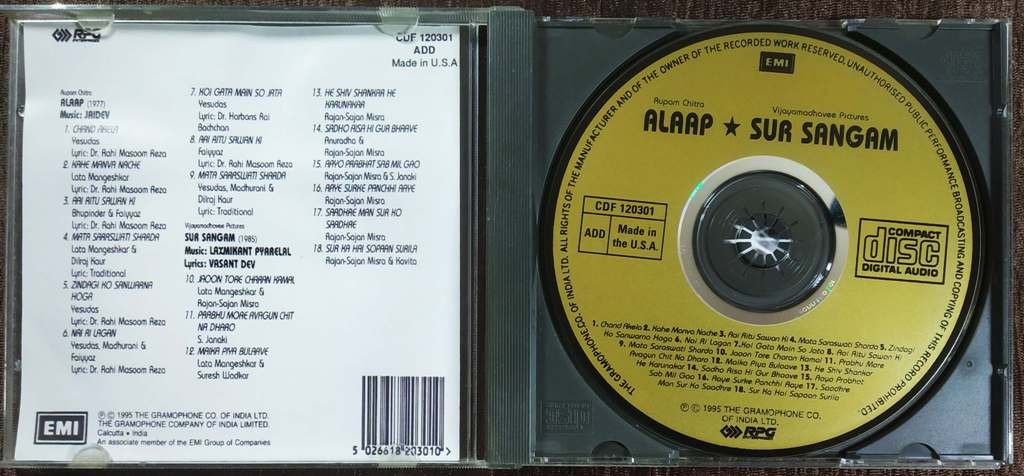 RPG
CDF 120301
ADD
Made in U.S.A
Rupam Chitra
ALAAP (1977)
Music: JAIDEV
1. CHAND AKELA
Yesudas
Lyric: Dr. Rahi Masoom Reza
2. KAHE MANVA NACHE
Lata Mangeshkar
Lyric: Dr. Rahi Masoom Reza
3. AAI RITU SAWAN KI
Bhupinder & Faiyyaz
Lyric: Dr. Rahi Masoom Reza
4. MATA SARASWATI SHARDA
Lata Mangeshkar &
Dilraj Kaur
Lyric: Traditional
5. ZINDAGI KO SANWARNA
HOGA
Yesudas
Lyric: Dr. Rahi Masoom Reza
6. NAI RI LAGAN
Yesudas, Madhurani &
Faiyyaz
Lyric: Dr. Rahi Masoom Reza
7. KOI GATA MAIN SO JATA
Yesudas
Lyric: Dr. Harbans Rai
Bachchan
8. AAI RITU SAWAN KI
Faiyyaz
Lyric: Dr. Rahi Masoom Reza
9. MATA SARASWATI SHARDA
Yesudas, Madhurani &
Dilraj Kaur
Lyric: Traditional
Vijayamadhavee Pictures
SUR SANGAM (1985)
Music: LAXMIKANT PYARELAL
Lyrics: VASANT DEV
10. JAOON TORE CHARAN KAMAL
Lata Mangeshkar &
Rajan-Sajan Misra
11. PRABHU MORE AVAGUN CHIT
NA DHARO
S. Janaki
12. MAIKA PIYA BULAAVE
Lata Mangeshkar &
Suresh Wadkar
13. HE SHIV SHANKAR HE
KARUNAKAR
Rajan-Sajan Misra
14. SADHO AISA HI GUR BHAAVE
Anuradha &
Rajan-Sajan Misra
15. AAYO PRABHAT SAB MIL GAO
Rajan-Sajan Misra & S. Janaki
16. AAYE SURKE PANCHHI AAYE
Rajan-Sajan Misra
17. SAADHRE MAN SUR KO
SAADHRE
Rajan-Sajan Misra
18. SUR KA HAI SOPAAN SURILA
Rajan-Sajan Misra & Kavita
EMI
℗ © 1995 THE GRAMOPHONE CO. OF INDIA LTD.
THE GRAMOPHONE COMPANY OF INDIA LIMITED.
Calcutta • India
An associate member of the EMI Group of Companies
5 026618 203010 >
THE GRAMOPHONE CO. OF INDIA LTD. ALL RIGHTS OF THE MANUFACTURER AND OF THE OWNER OF THE RECORDED WORK RESERVED, UNAUTHORISED PUBLIC PERFORMANCE, BROADCASTING AND COPYING OF THIS RECORD PROHIBITED.
EMI
Rupam Chitra
Vijayamadhavee Pictures
ALAAP ★ SUR SANGAM
CDF 120301
ADD
Made in
the U.S.A.
COMPACT
disc
DIGITAL AUDIO
1. Chand Akela 2. Kahe Manva Nache 3. Aai Ritu Sawan Ki 4. Mata Saraswati Sharda 5. Zindagi
Ko Sanwarna Hoga 6. Nai Ri Lagan 7. Koi Gata Main So Jata 8. Aai Ritu Sawan Ki
9. Mata Saraswati Sharda 10. Jaoon Tore Charan Kamal 11. Prabhu More
Avagun Chit Na Dharo 12. Maika Piya Bulaave 13. He Shiv Shankar
He Karunakar 14. Sadho Aisa Hi Gur Bhaave 15. Aayo Prabhat
Sab Mil Gao 16. Aaye Surke Panchhi Aaye 17. Saadhre
Man Sur Ko Saadhre 18. Sur Ka Hai Sopaan Surila
℗ © 1995 THE GRAMOPHONE CO.
OF INDIA LTD.
RPG